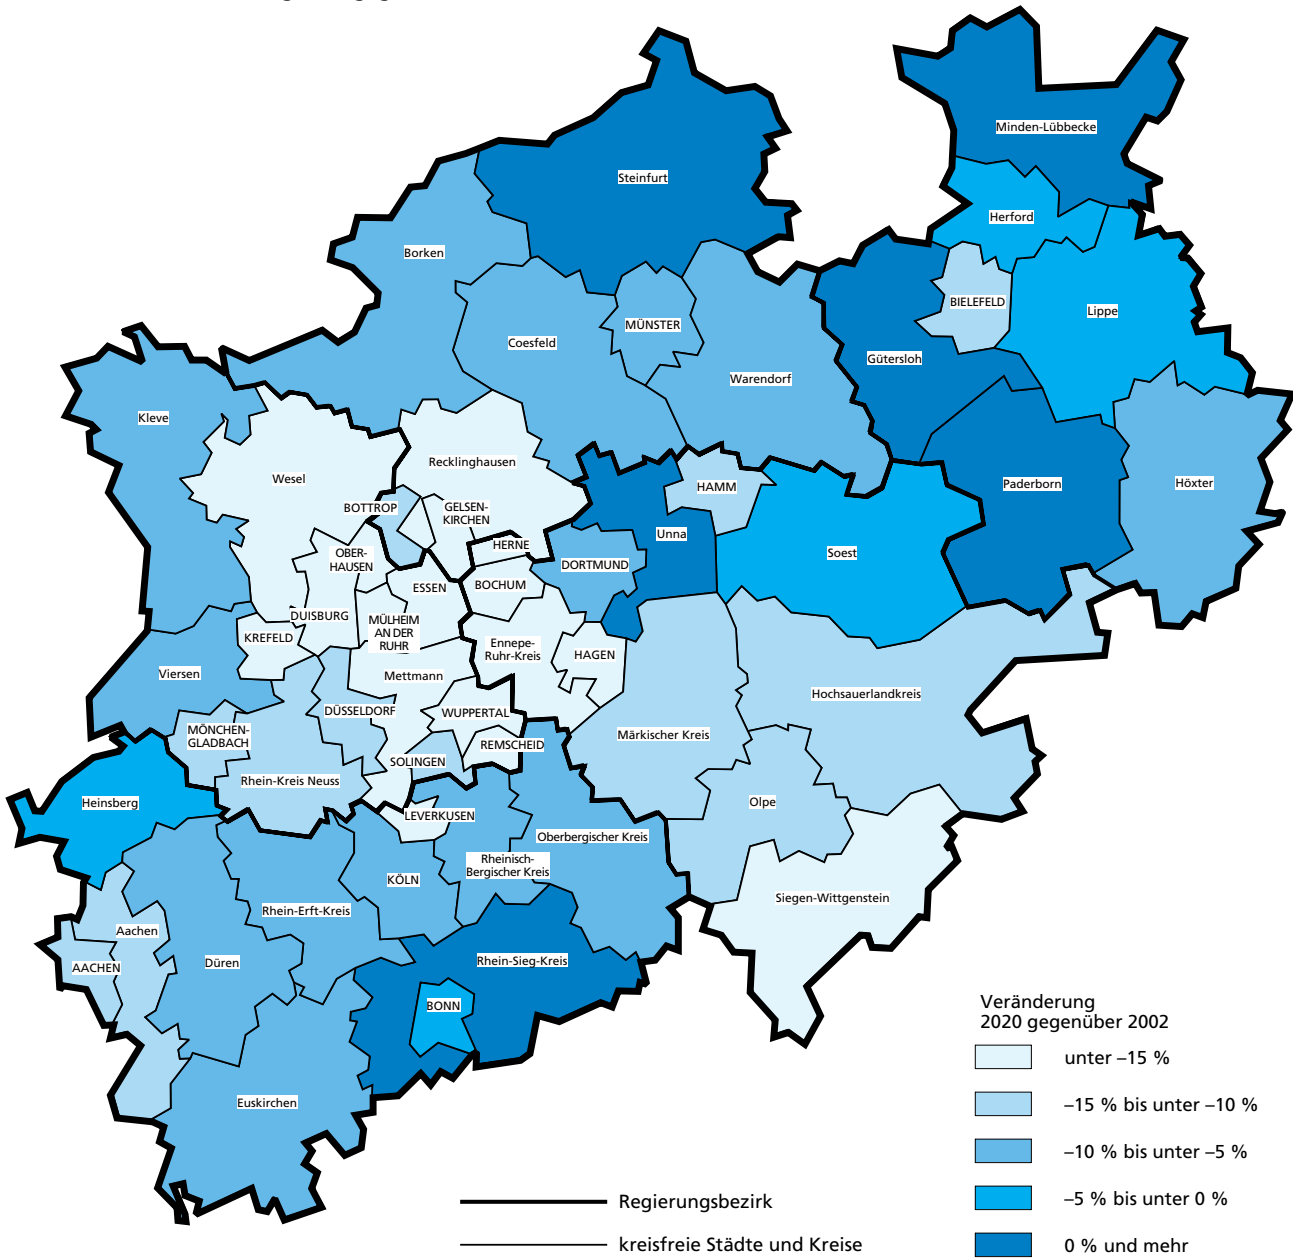 Minden-Lübbecke
Steinfurt
Herford
Borken
BIELEFELD
Lippe
MÜNSTER
Coesfeld
Gütersloh
Warendorf
Kleve
Recklinghausen
Wesel
HAMM
Paderborn
Höxter
BOTTROP
GELSEN-
KIRCHEN
Unna
HERNE
Soest
OBER-
HAUSEN
DORTMUND
ESSEN
BOCHUM
DUISBURG
MÜLHEIM
AN DER
RUHR
KREFELD
Ennepe-
Ruhr-Kreis
HAGEN
Viersen
Mettmann
Hochsauerlandkreis
DÜSSELDORF
WUPPERTAL
MÖNCHEN-
GLADBACH
Märkischer Kreis
REMSCHEID
SOLINGEN
Rhein-Kreis Neuss
Heinsberg
Olpe
LEVERKUSEN
Oberbergischer Kreis
Rheinisch-
Bergischer Kreis
KÖLN
Siegen-Wittgenstein
Rhein-Erft-Kreis
Aachen
Düren
Rhein-Sieg-Kreis
AACHEN
BONN
Euskirchen
Veränderung
2020 gegenüber 2002
unter –15 %
–15 % bis unter –10 %
–10 % bis unter –5 %
–5 % bis unter 0 %
0 % und mehr
Regierungsbezirk
kreisfreie Städte und Kreise